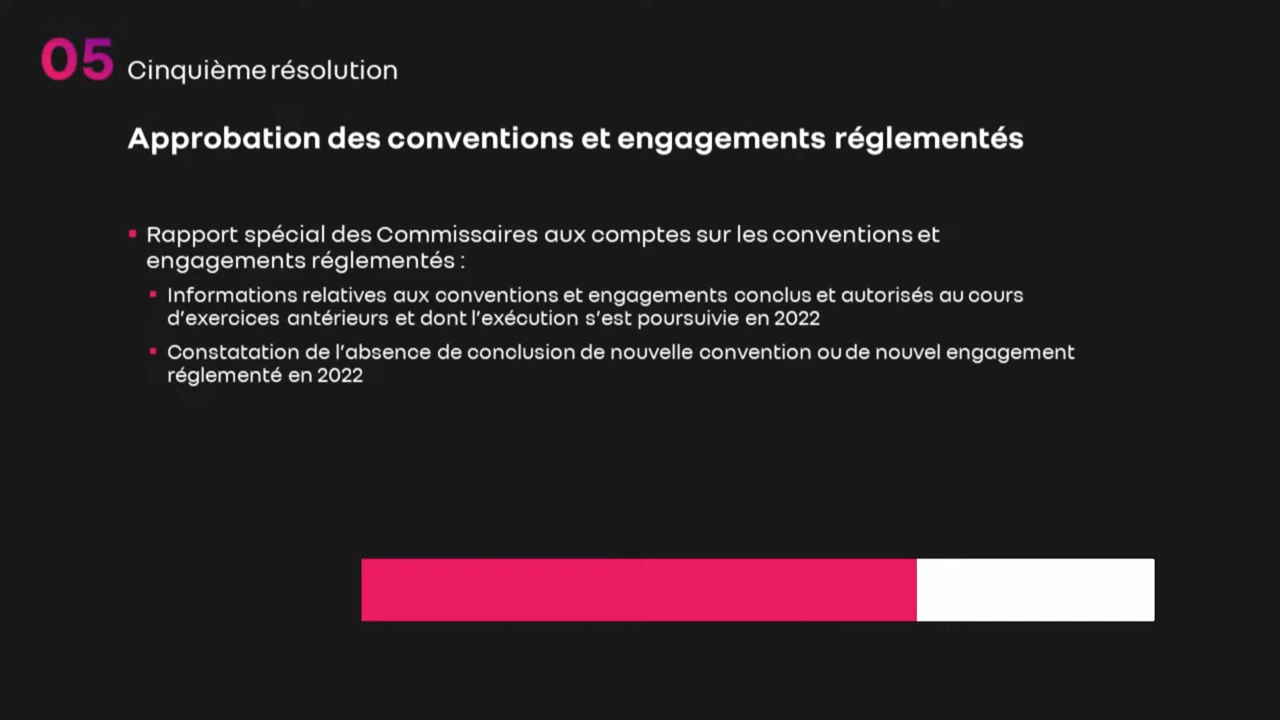 05 Cinquième résolution
Approbation des conventions et engagements réglementés
▪ Rapport spécial des Commissaires aux comptes sur les conventions et
engagements réglementés :
▪ Informations relatives aux conventions et engagements conclus et autorisés au cours
d’exercices antérieurs et dont l’exécution s’est poursuivie en 2022
▪ Constatation de l’absence de conclusion de nouvelle convention ou de nouvel engagement
réglementé en 2022